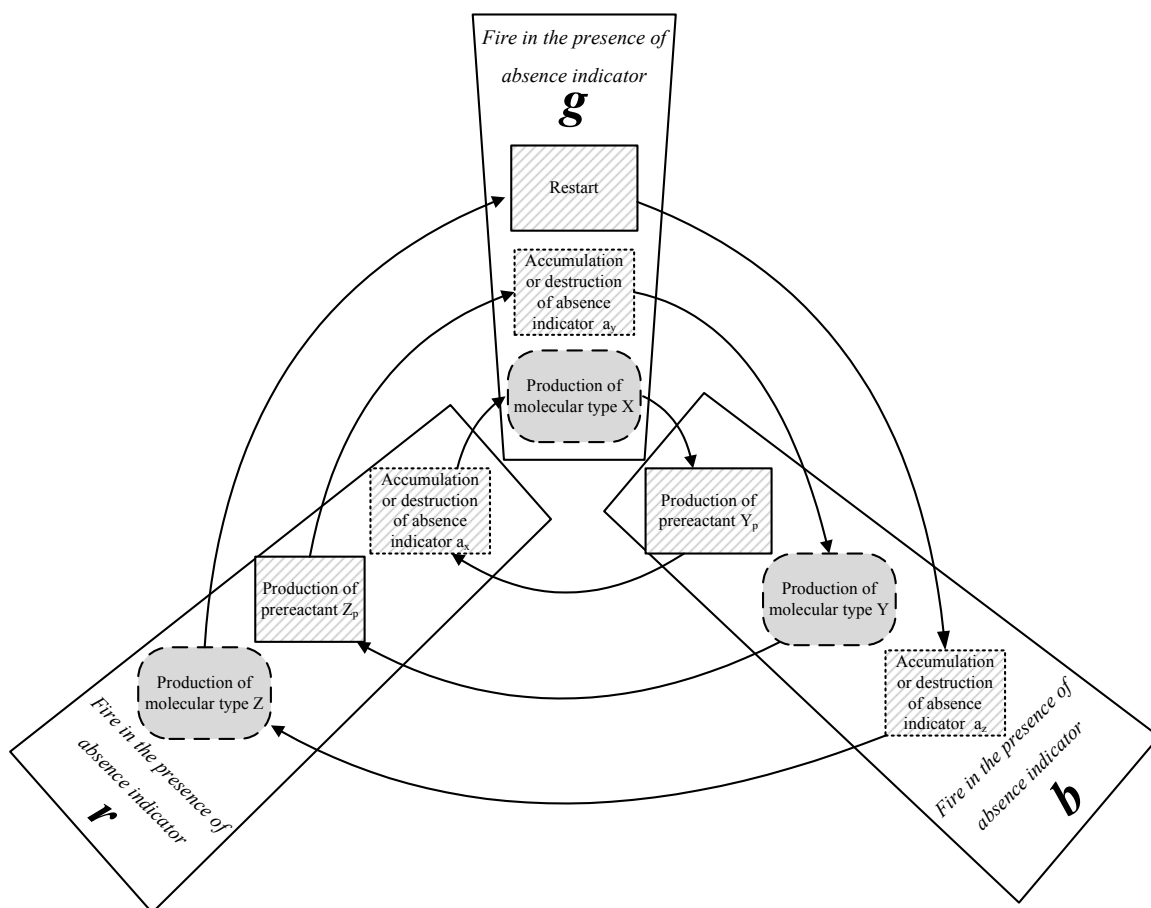 Fire in the presence of
absence indicator
g
Restart
Accumulation
or destruction
of absence
indicator a_y
Production of
molecular type X
Accumulation
or destruction
of absence
indicator a_x
Production of
prereactant Y_p
Production of
prereactant Z_p
Production of
molecular type Y
Production of
molecular type Z
Accumulation
or destruction
of absence
indicator a_z
Fire in the presence of
absence indicator
r
Fire in the presence of
absence indicator
b